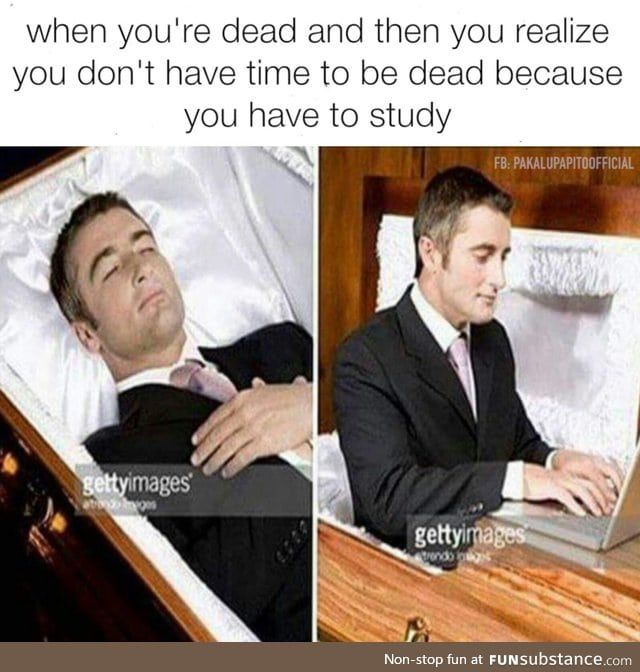 when you're dead and then you realize
you don't have time to be dead because
you have to study
FB: PAKALUPAPITOOFFICIAL
gettyimages®
gettyimages
Non-stop fun at FUNsubstance.com